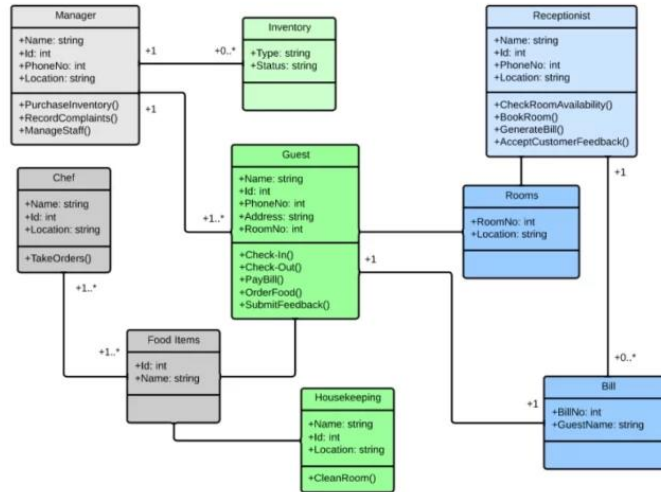 Manager
+Name: string
+Id: int
+PhoneNo: int
+Location: string
+PurchaseInventory()
+RecordComplaints()
+ManageStaff()
+1
+0..*
+1
Inventory
+Type: string
+Status: string
Receptionist
+Name: string
+Id: int
+PhoneNo: int
+Location: string
+CheckRoomAvailability()
+BookRoom()
+GenerateBill()
+AcceptCustomerFeedback()
+1
Chef
+Name: string
+Id: int
+Location: string
+TakeOrders()
+1..*
Guest
+Name: string
+Id: int
+PhoneNo: int
+Address: string
+RoomNo: int
+Check-In()
+Check-Out()
+PayBill()
+OrderFood()
+SubmitFeedback()
+1..*
+1
Rooms
+RoomNo: int
+Location: string
+1..*
Food Items
+Id: int
+Name: string
Housekeeping
+Name: string
+Id: int
+Location: string
+CleanRoom()
+0..*
+1
Bill
+BillNo: int
+GuestName: string